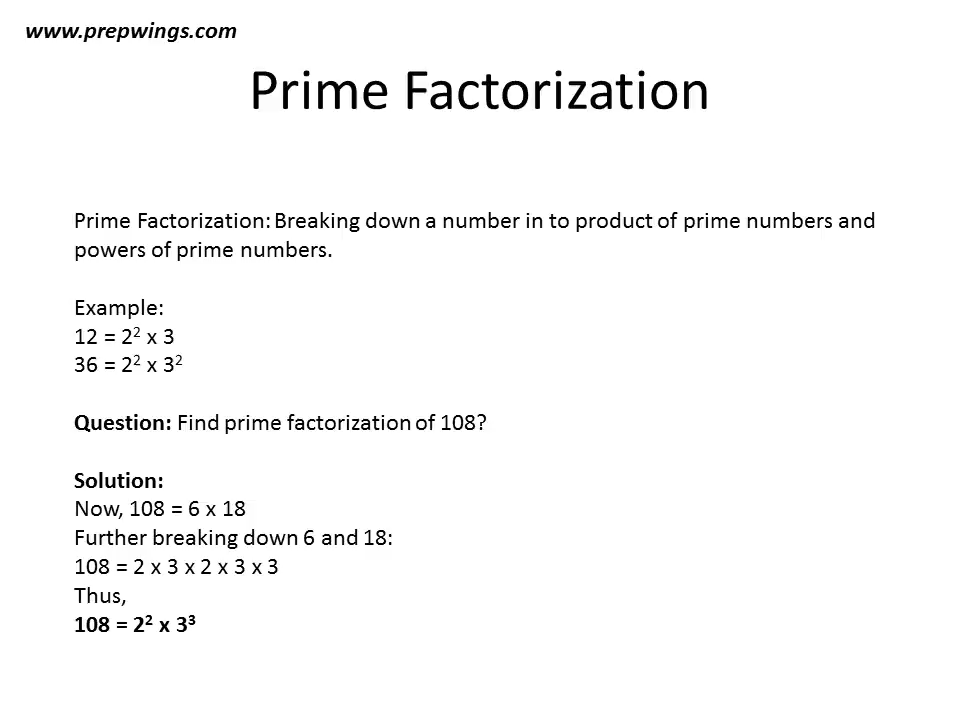 www.prepwings.com
Prime Factorization
Prime Factorization: Breaking down a number in to product of prime numbers and
powers of prime numbers.
Example:
12 = 2² x 3
36 = 2² x 3²
Question: Find prime factorization of 108?
Solution:
Now, 108 = 6 x 18
Further breaking down 6 and 18:
108 = 2 x 3 x 2 x 3 x 3
Thus,
108 = 2² x 3³